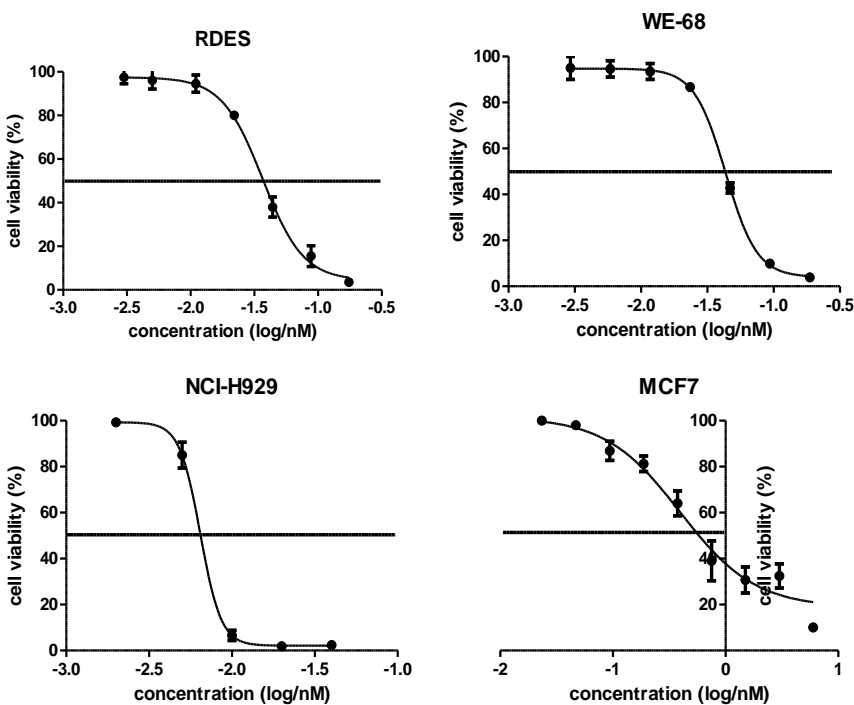 RDES
100
80
60
40
20
0
cell viability (%)
-3.0 -2.5 -2.0 -1.5 -1.0 -0.5
concentration (log/nM)
WE-68
100
80
60
40
20
0
cell viability (%)
-3.0 -2.5 -2.0 -1.5 -1.0 -0.5
concentration (log/nM)
NCI-H929
100
80
60
40
20
0
cell viability (%)
-3.0 -2.5 -2.0 -1.5 -1.0
concentration (log/nM)
MCF7
100
80
60
40
20
cell viability (%)
-2 -1 0 1
concentration (log/nM)